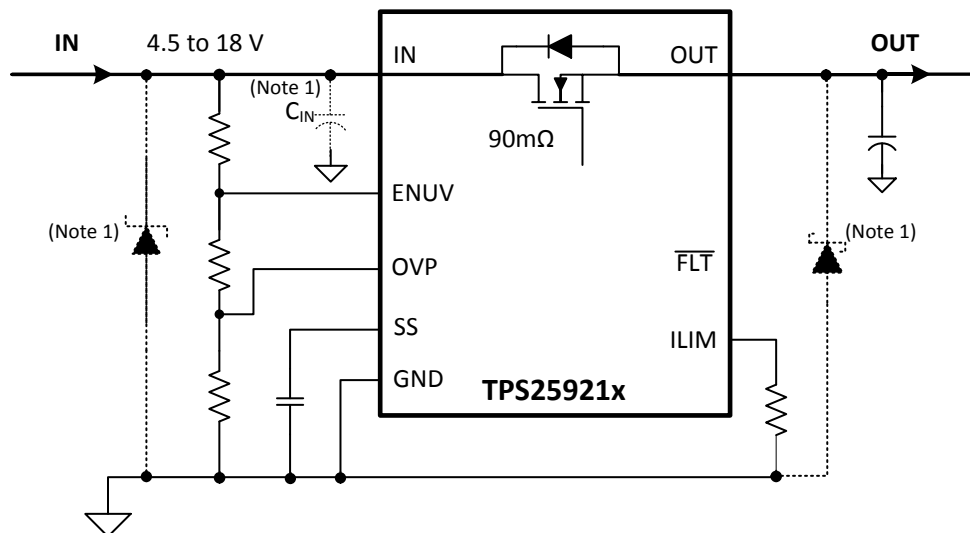 IN
4.5 to 18 V
IN
OUT
OUT
(Note 1)
CIN
90mΩ
ENUV
(Note 1)
(Note 1)
OVP
FLT
SS
ILIM
GND
TPS25921x